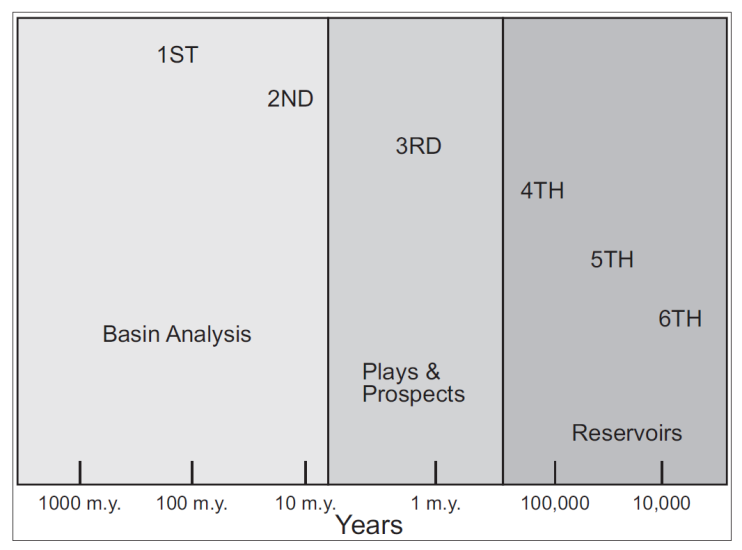 1ST
2ND
3RD
4TH
5TH
6TH
Basin Analysis
Plays &
Prospects
Reservoirs
1000 m.y. 100 m.y. 10 m.y. 1 m.y. 100,000 10,000
Years